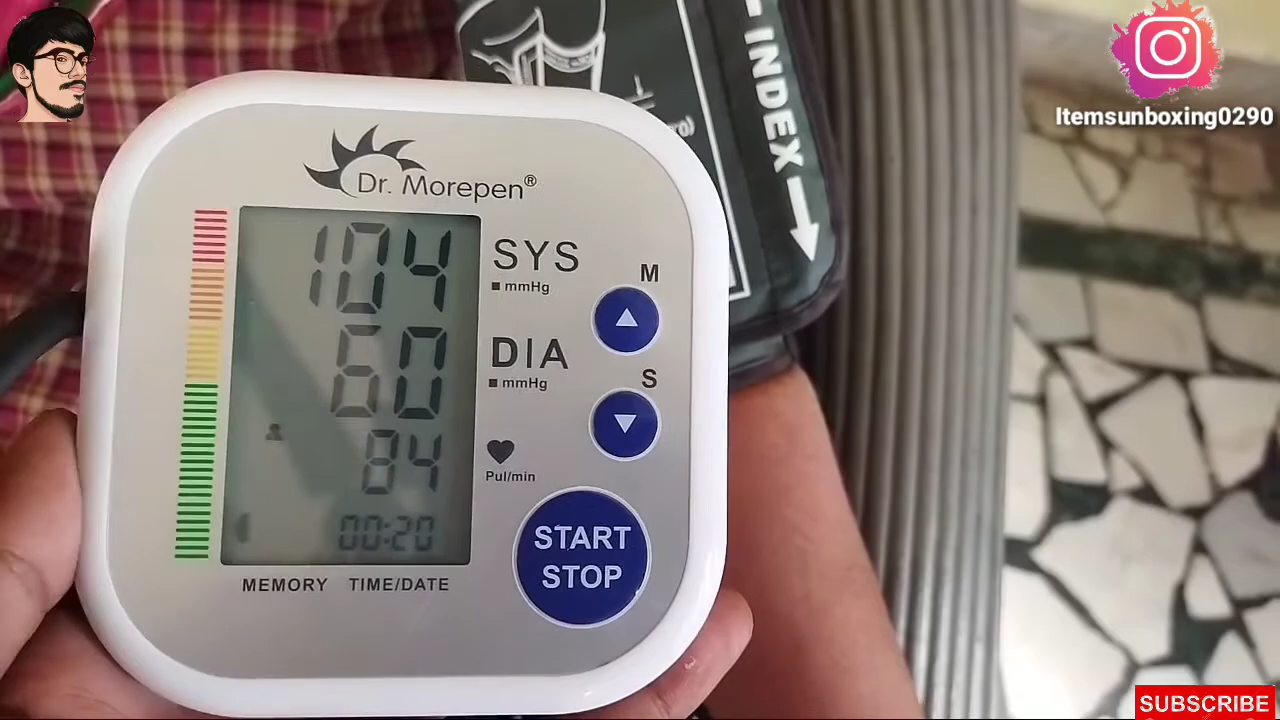 Dr. Morepen®
104
SYS
■ mmHg
60
DIA
■ mmHg
84
Pul/min
00:20
M
S
START
STOP
MEMORY TIME/DATE
INDEX
Itemsunboxing0290
SUBSCRIBE